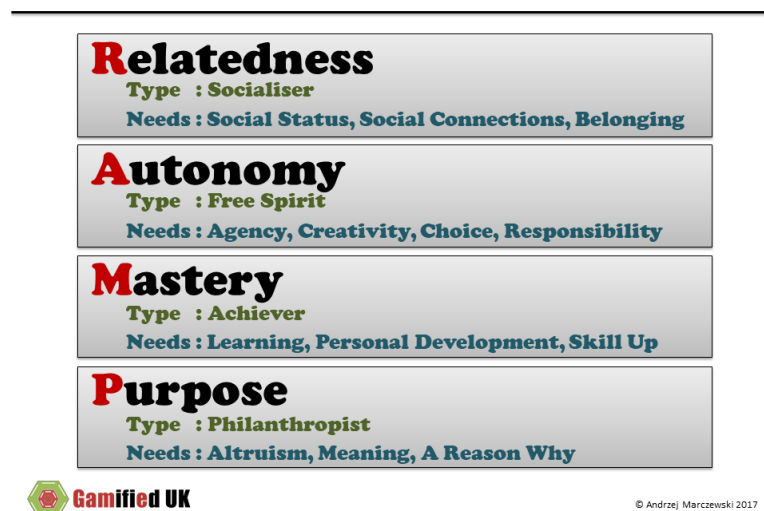 Relatedness
Type : Socialiser
Needs : Social Status, Social Connections, Belonging
Autonomy
Type : Free Spirit
Needs : Agency, Creativity, Choice, Responsibility
Mastery
Type : Achiever
Needs : Learning, Personal Development, Skill Up
Purpose
Type : Philanthropist
Needs : Altruism, Meaning, A Reason Why
Gamified UK
© Andrzej Marczewski 2017